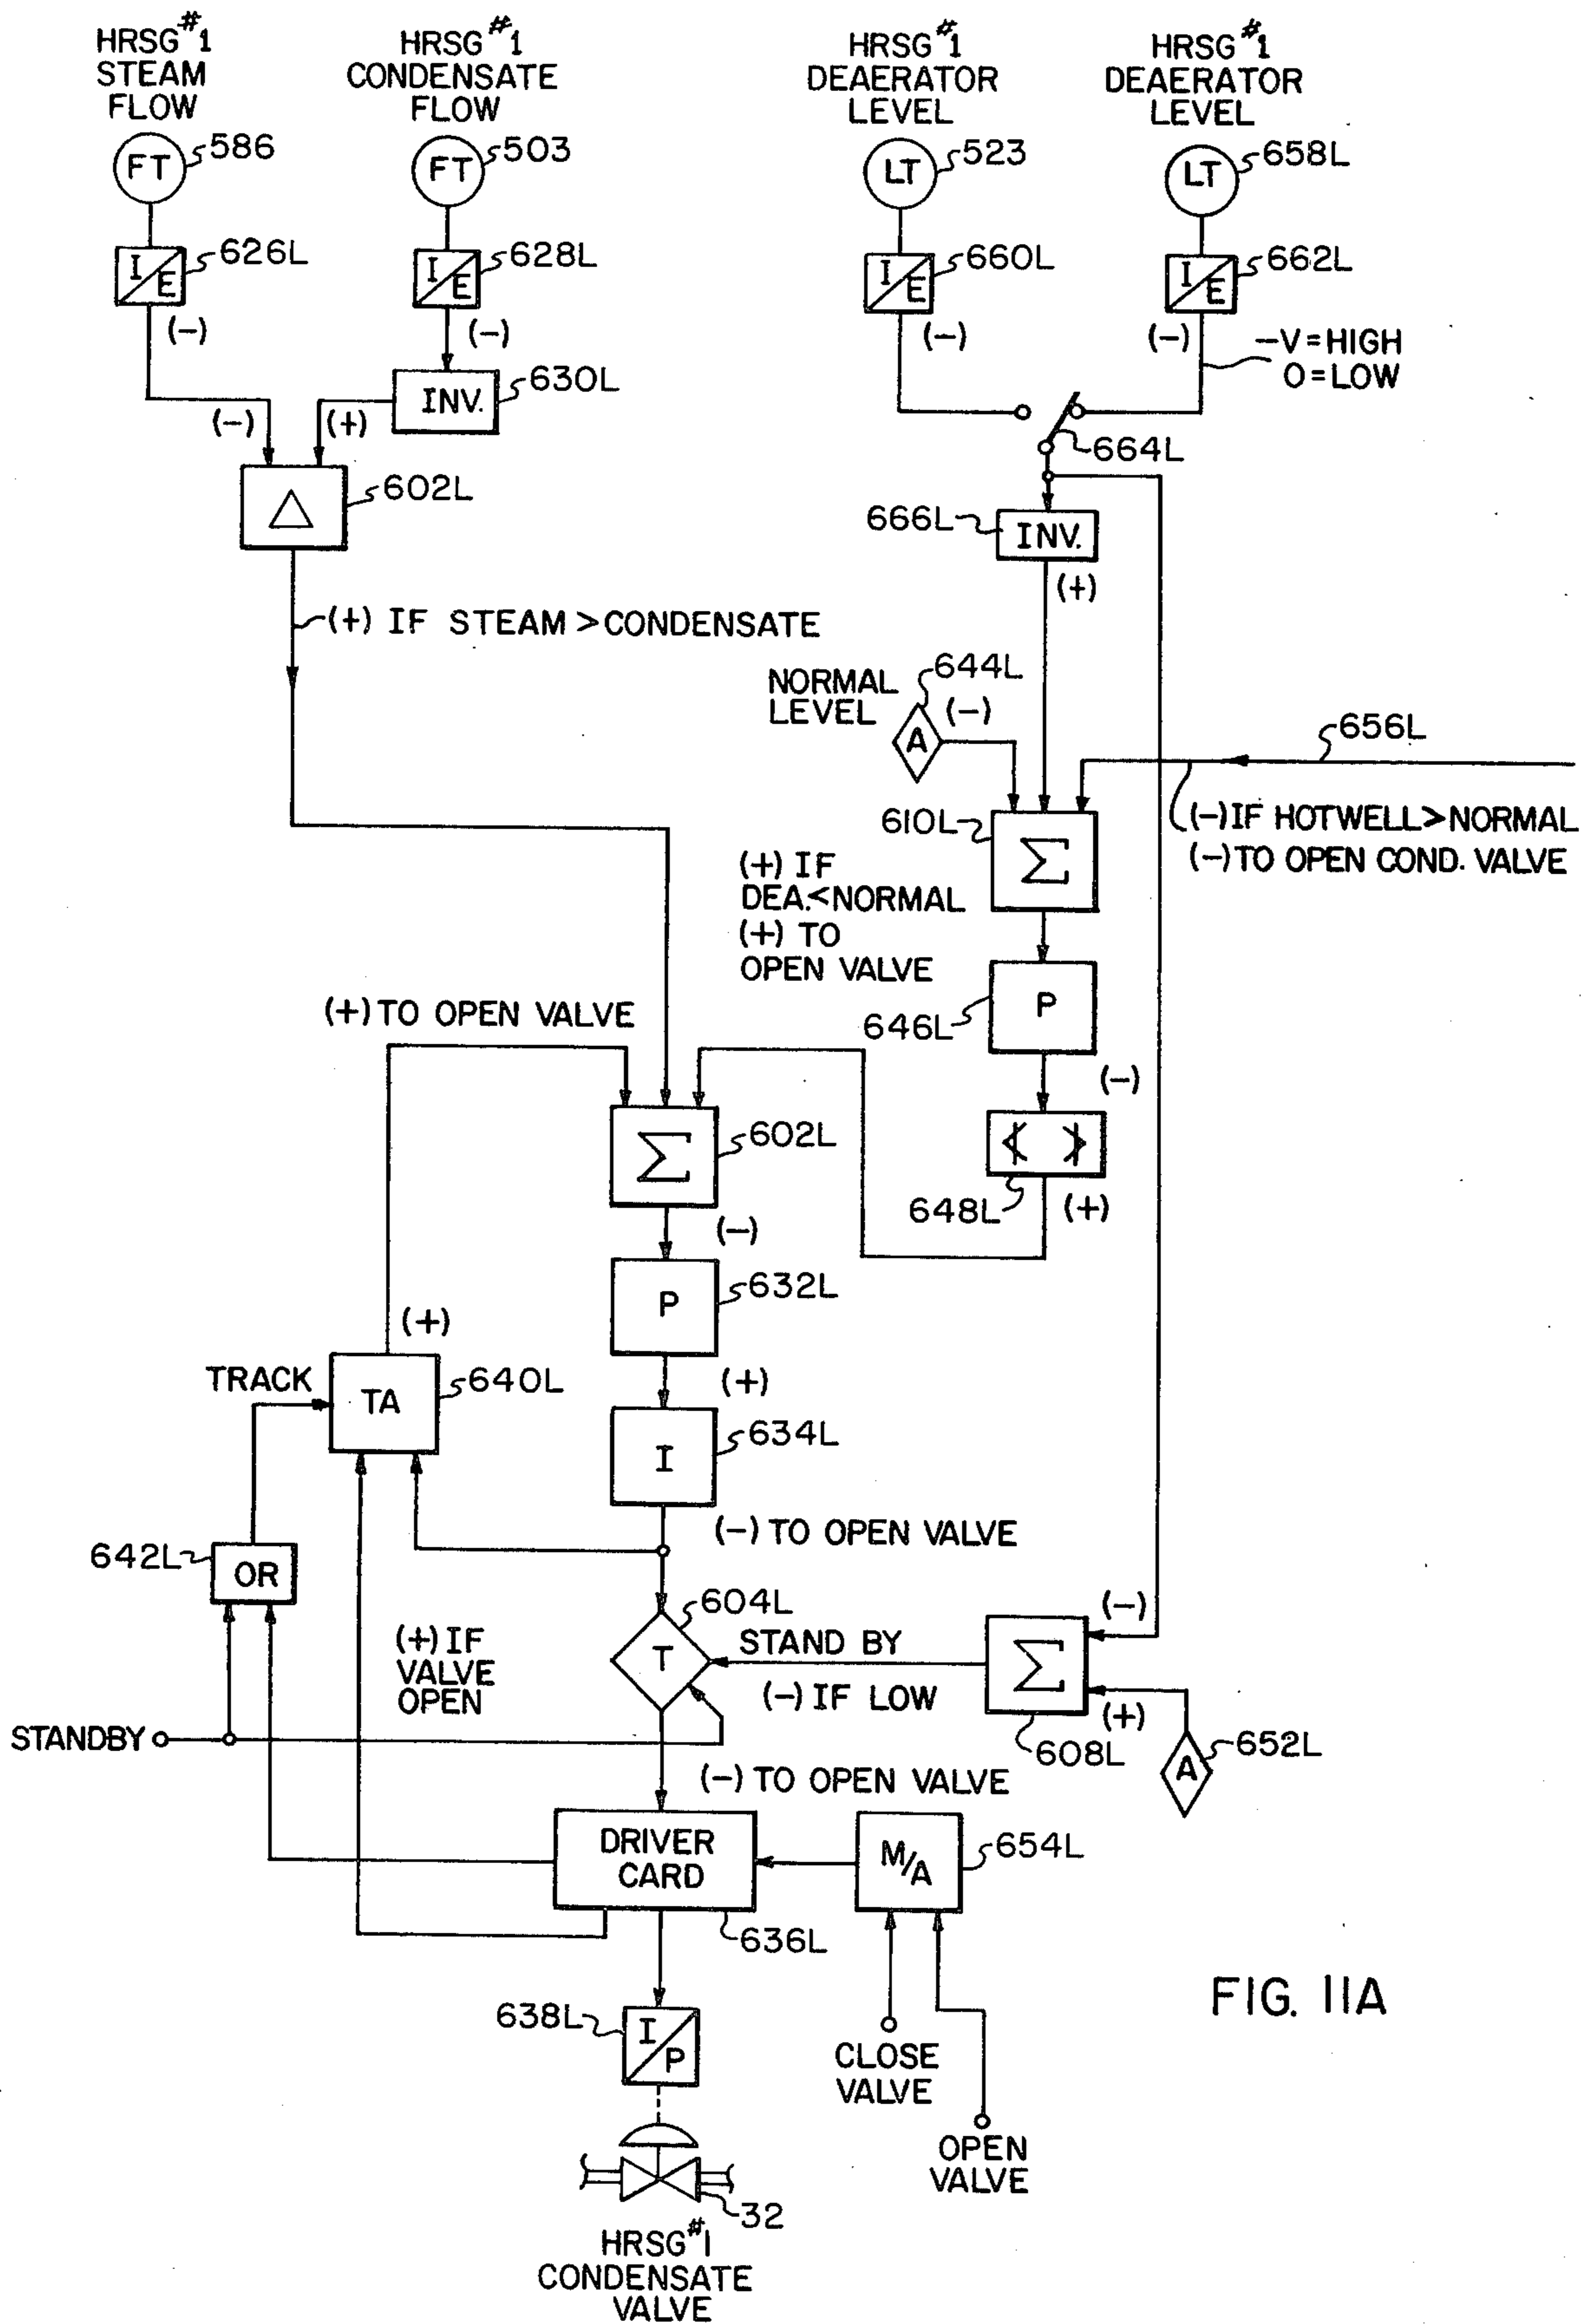 HRSG #1
STEAM
FLOW
HRSG #1
CONDENSATE
FLOW
HRSG #1
DEAERATOR
LEVEL
HRSG #1
DEAERATOR
LEVEL
FT
586
FT
503
LT
523
LT
658L
I/E
626L
I/E
628L
I/E
660L
I/E
662L
(-)
(-)
(-)
(-)
-V=HIGH
O=LOW
INV.
630L
(-)
(+)
664L
△
602L
666L
INV.
(+)
(+) IF STEAM > CONDENSATE
NORMAL
LEVEL
644L
(-)
A
656L
610L
Σ
(-) IF HOTWELL>NORMAL
(-) TO OPEN COND. VALVE
(+) IF
DEA.<NORMAL
(+) TO
OPEN VALVE
(+) TO OPEN VALVE
646L
P
(-)
Σ
602L
648L
(+)
(-)
P
632L
(+)
TRACK
TA
640L
(+)
I
634L
(-) TO OPEN VALVE
642L
OR
604L
T
STAND BY
(-) IF LOW
Σ
(-)
(+)
608L
A
652L
(+) IF
VALVE
OPEN
STANDBY
(-) TO OPEN VALVE
DRIVER
CARD
636L
M/A
654L
638L
I/P
CLOSE
VALVE
OPEN
VALVE
FIG. 11A
32
HRSG #1
CONDENSATE
VALVE